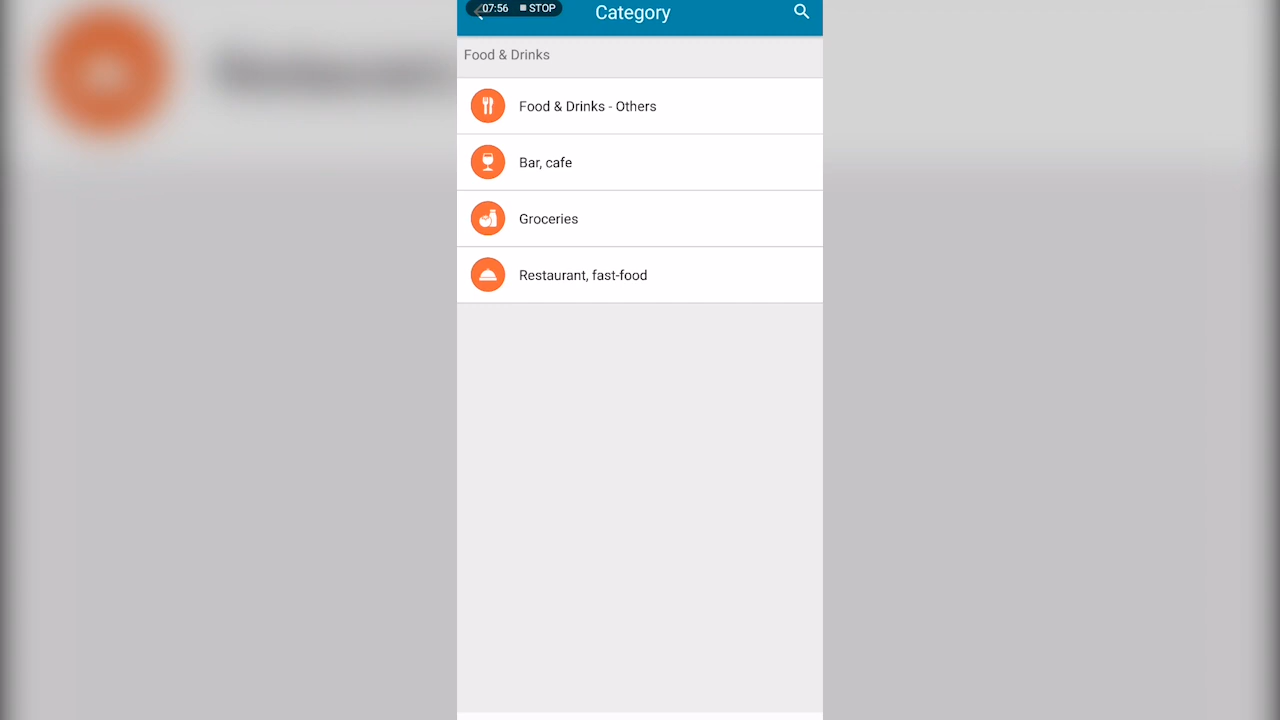 07:56 STOP
Category
Food & Drinks
Food & Drinks - Others
Bar, cafe
Groceries
Restaurant, fast-food